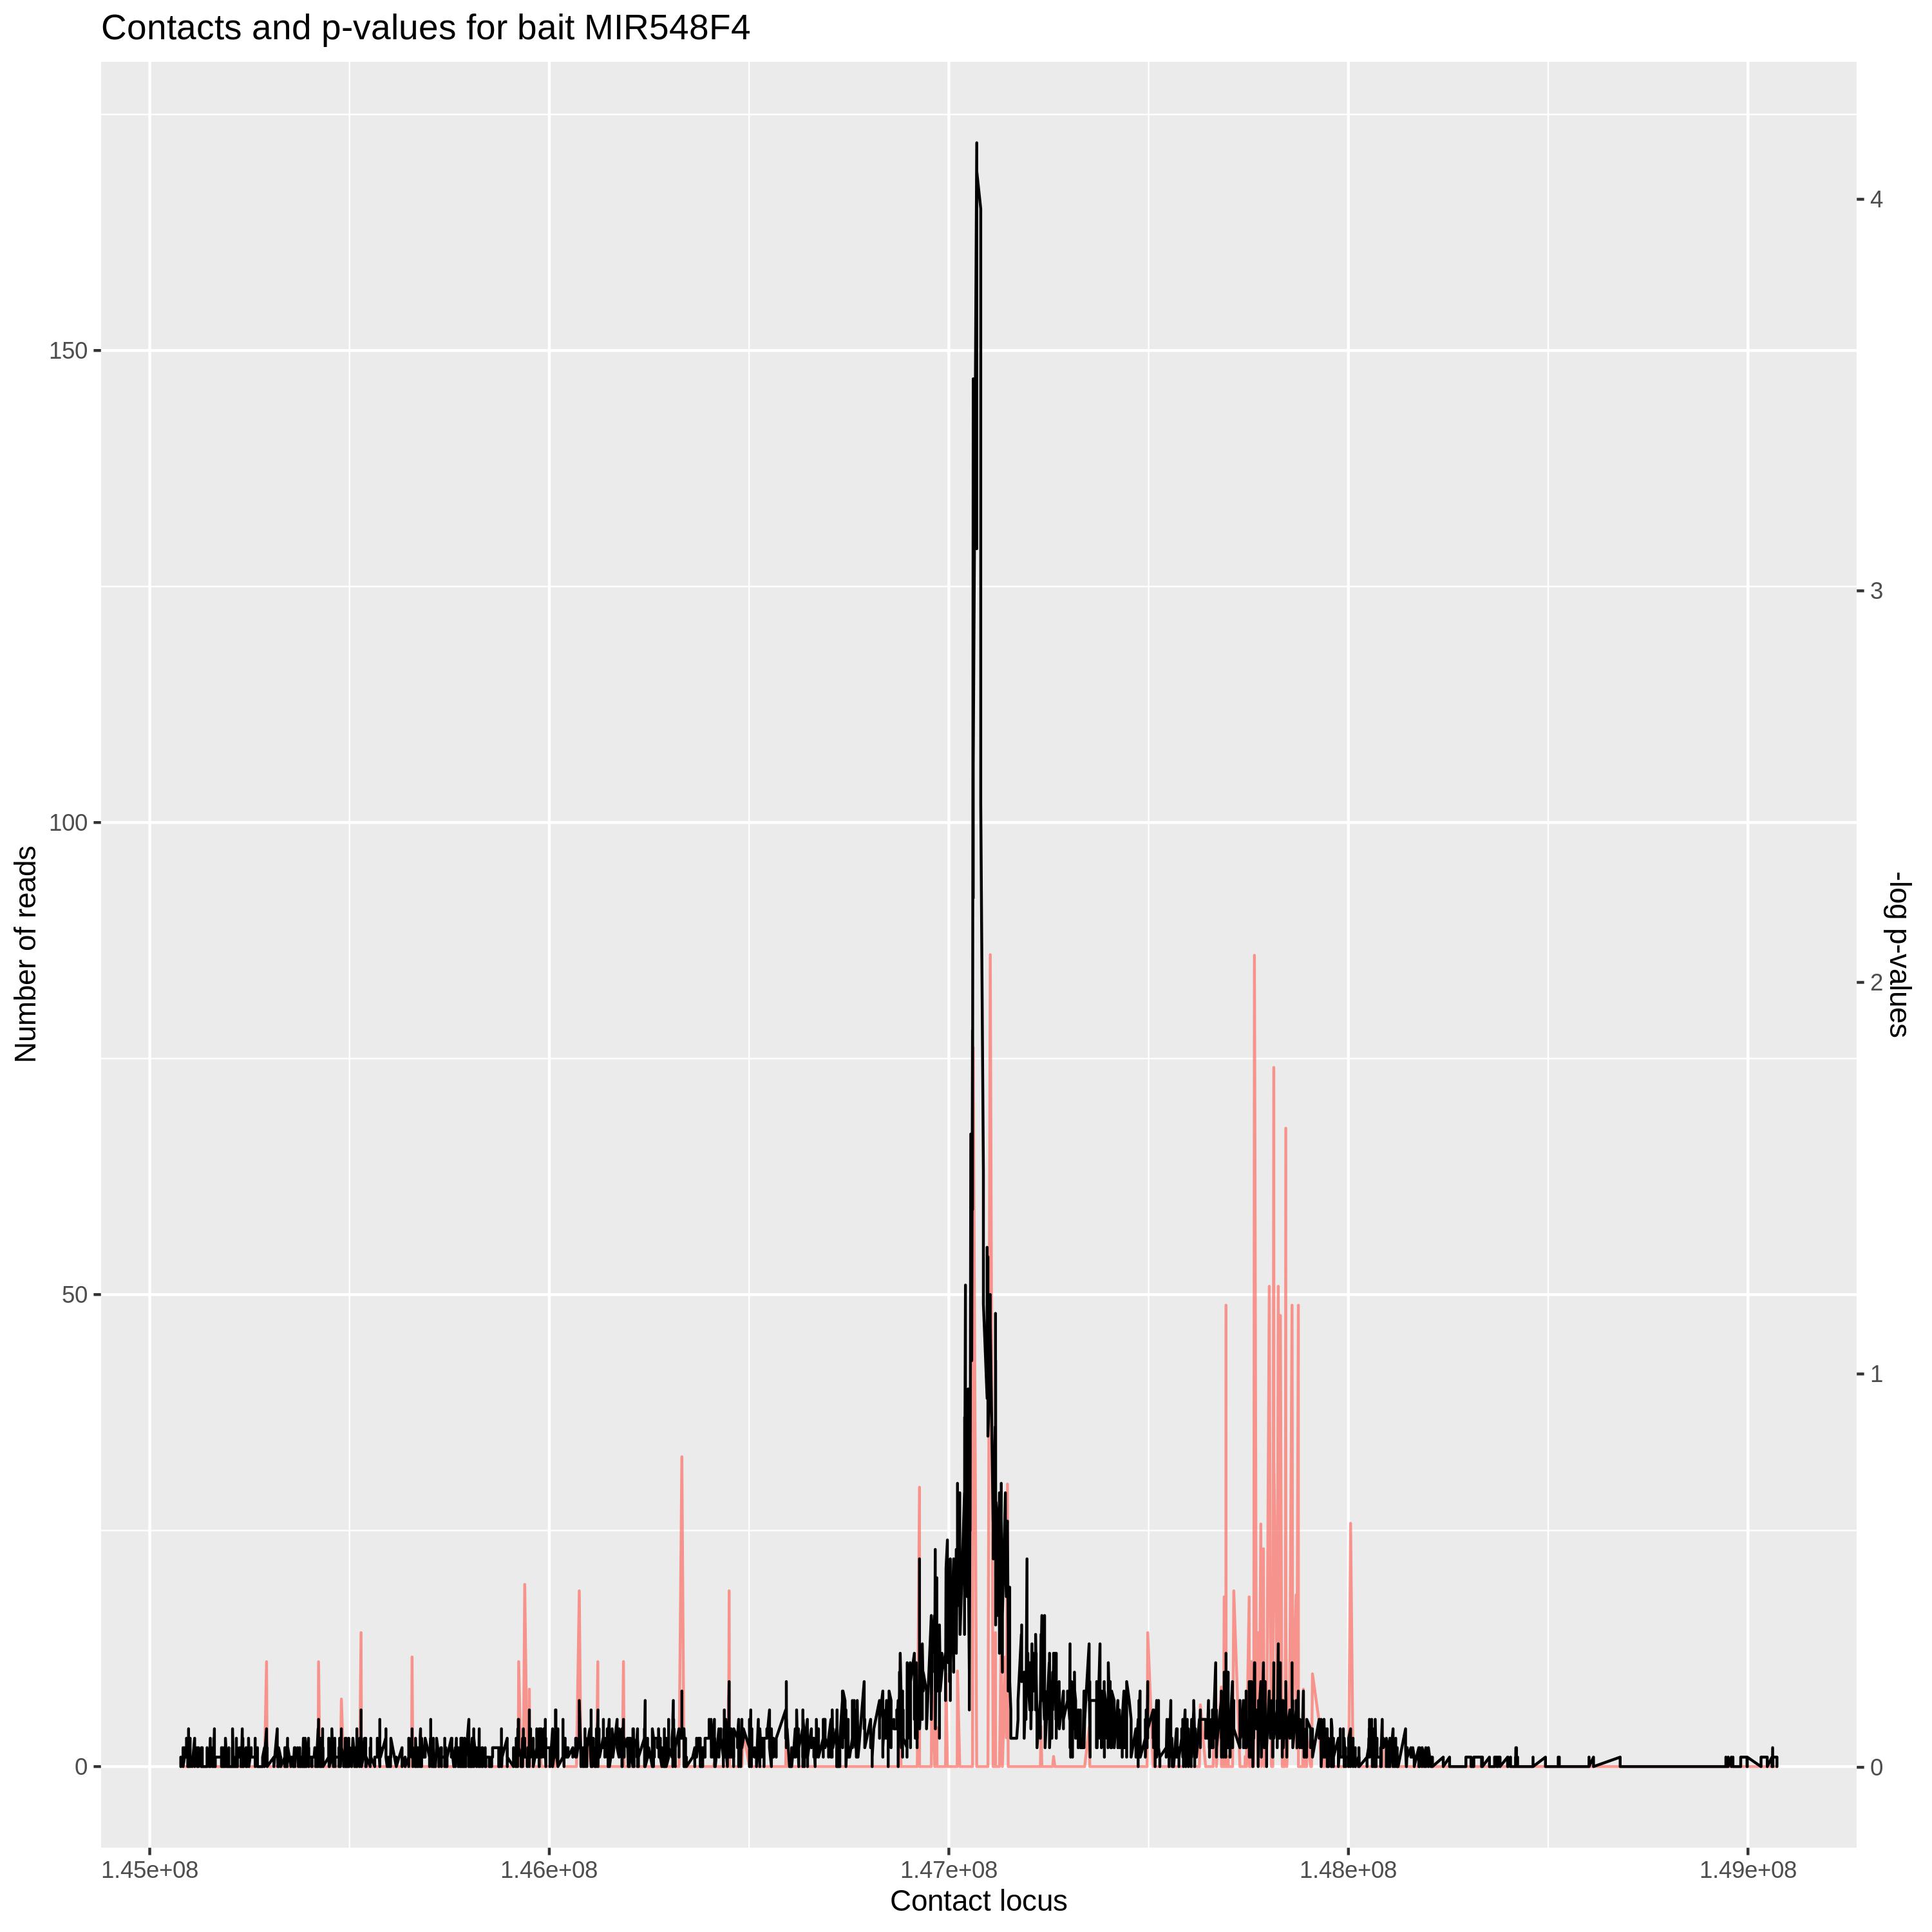 Contacts and p-values for bait MIR548F4
Number of reads
150
100
50
0
4
3
2
1
0
-log p-values
1.45e+08
1.46e+08
1.47e+08
1.48e+08
1.49e+08
Contact locus